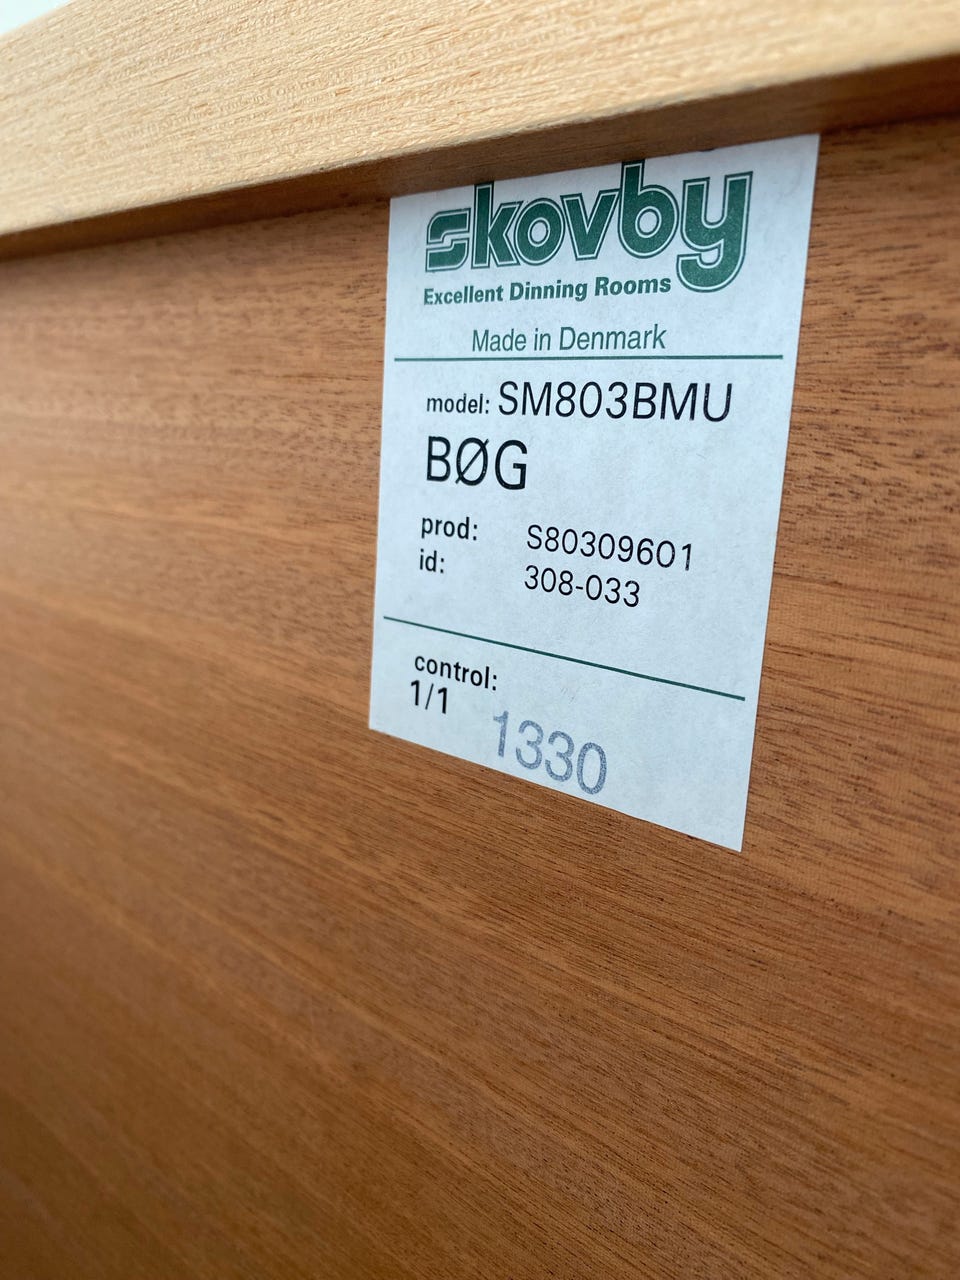 skovby
Excellent Dinning Rooms
Made in Denmark
model: SM803BMU
BØG
prod: S80309601
id: 308-033
control:
1/1 1330